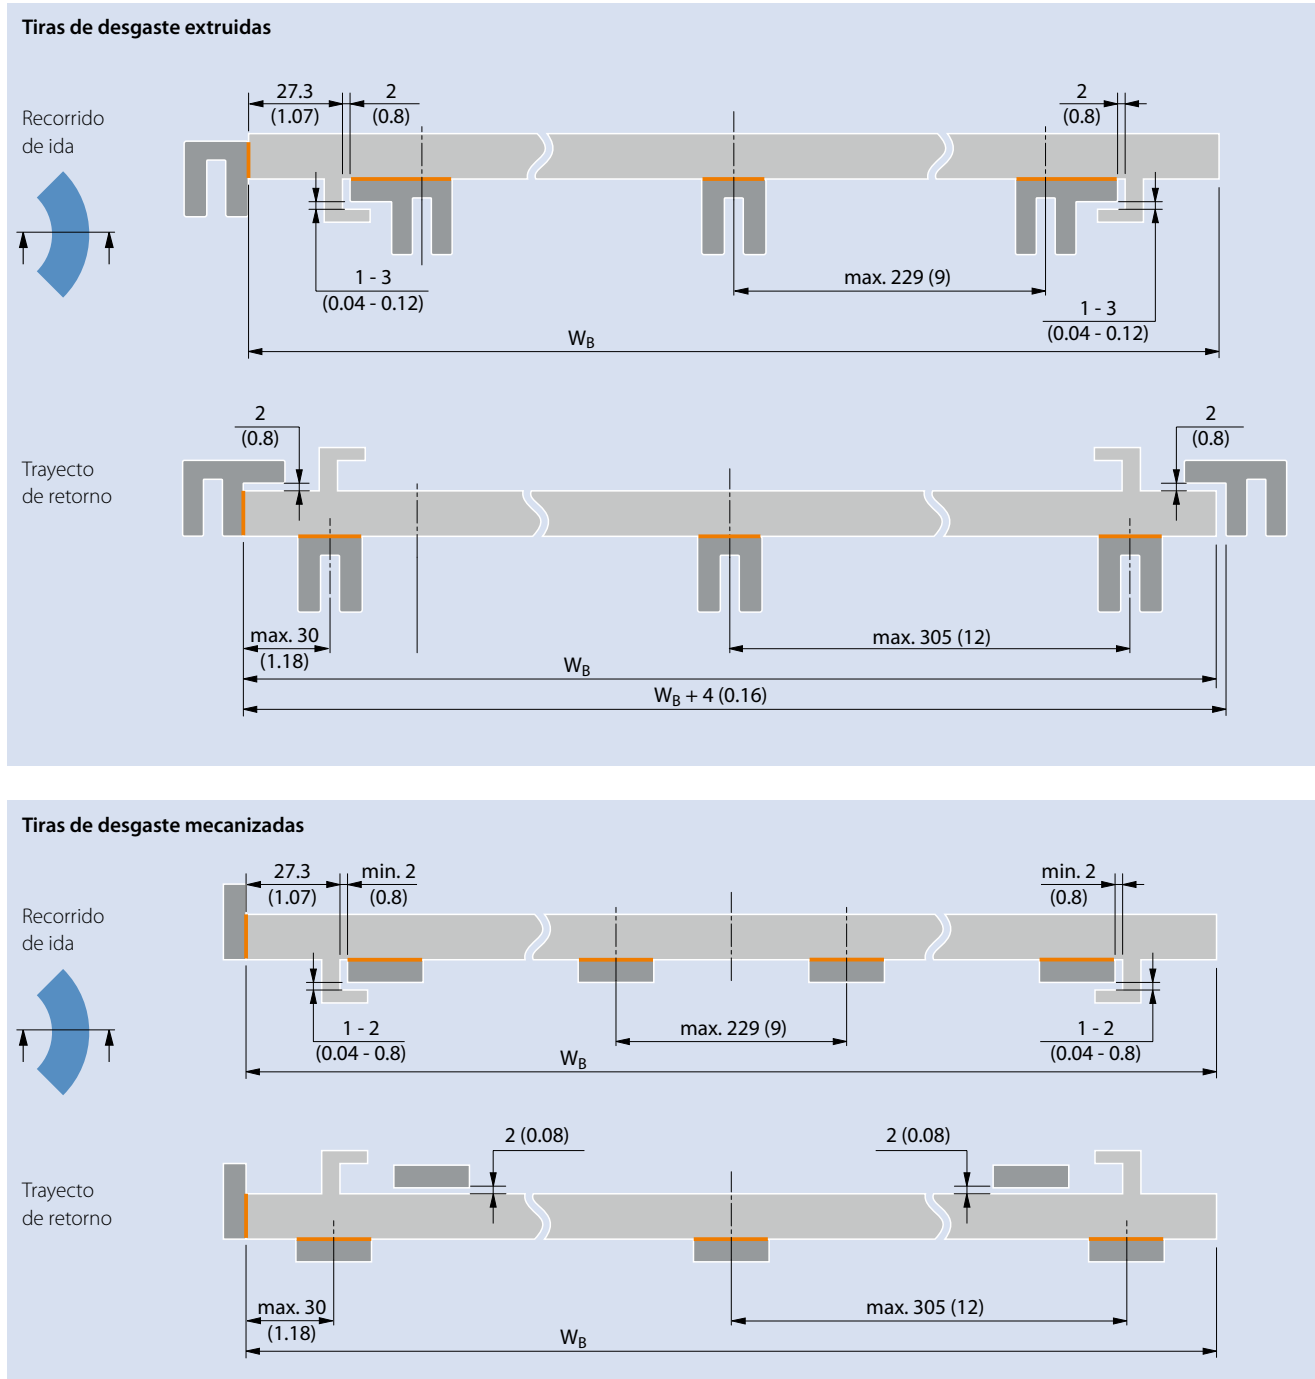 Tiras de desgaste extruidas
27.3
(1.07)
2
(0.8)
2
(0.8)
Recorrido
de ida
1 - 3
(0.04 - 0.12)
max. 229 (9)
1 - 3
(0.04 - 0.12)
WB
2
(0.8)
2
(0.8)
Trayecto
de retorno
max. 30
(1.18)
max. 305 (12)
WB
WB + 4 (0.16)
Tiras de desgaste mecanizadas
27.3
(1.07)
min. 2
(0.8)
min. 2
(0.8)
Recorrido
de ida
1 - 2
(0.04 - 0.8)
max. 229 (9)
1 - 2
(0.04 - 0.8)
WB
2 (0.08)
2 (0.08)
Trayecto
de retorno
max. 30
(1.18)
max. 305 (12)
WB